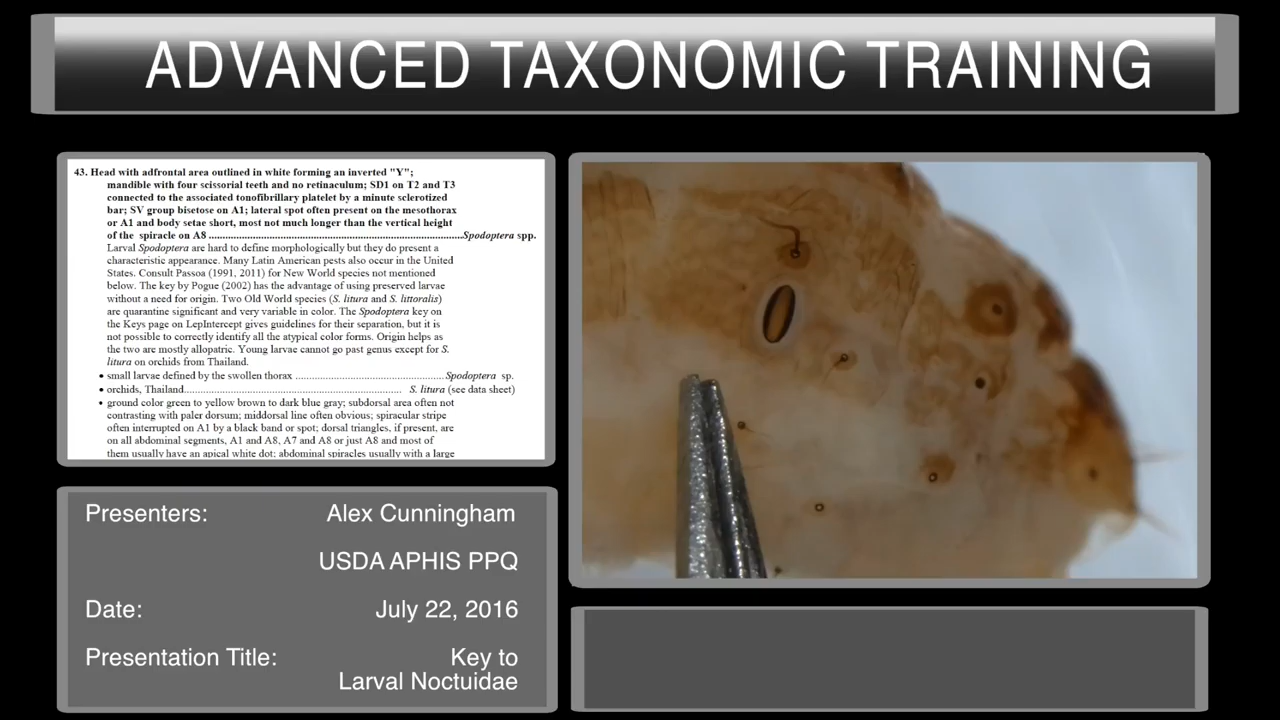 ADVANCED TAXONOMIC TRAINING
43. Head with adfrontal area outlined in white forming an inverted "Y";
mandible with four scissorial teeth and no retinaculum; SD1 on T2 and T3
connected to the associated tonofibrillary platelet by a minute sclerotized
bar; SV group bisetose on A1; lateral spot often present on the mesothorax
or A1 and body setae short, most not much longer than the vertical height
of the spiracle on A8 ..........................................................................Spodoptera spp.
Larval Spodoptera are hard to define morphologically but they do present a
characteristic appearance. Many Latin American pests also occur in the United
States. Consult Passoa (1991, 2011) for New World species not mentioned
below. The key by Pogue (2002) has the advantage of using preserved larvae
without a need for origin. Two Old World species (S. litura and S. littoralis)
are quarantine significant and very variable in color. The Spodoptera key on
the Keys page on LepIntercept gives guidelines for their separation, but it is
not possible to correctly identify all the atypical color forms. Origin helps as
the two are mostly allopatric. Young larvae cannot go past genus except for S.
litura on orchids from Thailand.
• small larvae defined by the swollen thorax ....................................................Spodoptera sp.
• orchids, Thailand........................................................................ S. litura (see data sheet)
• ground color green to yellow brown to dark blue gray; subdorsal area often not
contrasting with paler dorsum; middorsal line often obvious; spiracular stripe
often interrupted on A1 by a black band or spot; dorsal triangles, if present, are
on all abdominal segments, A1 and A8, A7 and A8 or just A8 and most of
them usually have an apical white dot; abdominal spiracles usually with a large
Presenters: Alex Cunningham
USDA APHIS PPQ
Date: July 22, 2016
Presentation Title: Key to
Larval Noctuidae